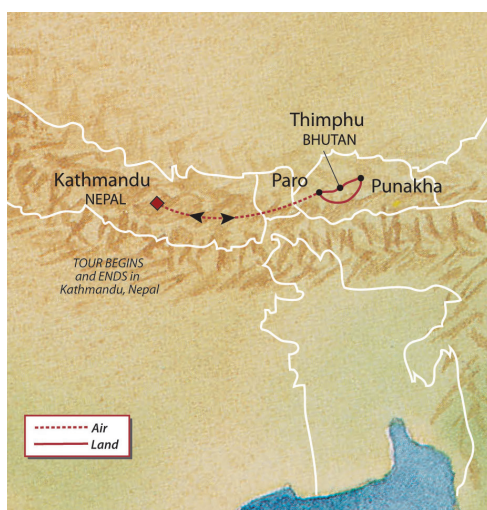 Thimphu
BHUTAN
Kathmandu
NEPAL
Paro
Punakha
TOUR BEGINS
and ENDS in
Kathmandu, Nepal
Air
Land